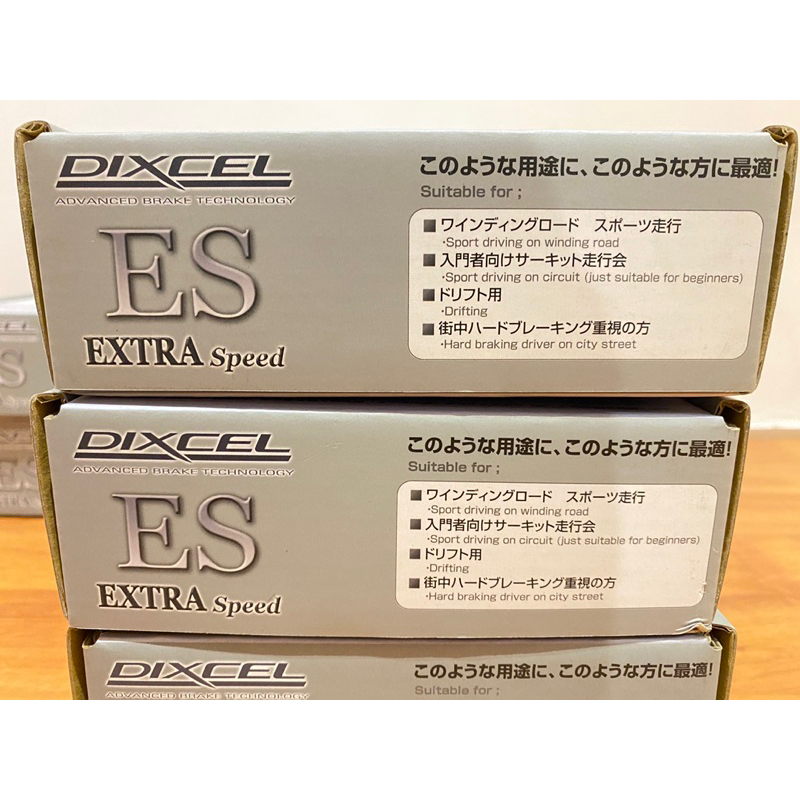 DIXCEL
ADVANCED BRAKE TECHNOLOGY
ES
EXTRA Speed
このような用途に、このような方に最適!
Suitable for ;
■ワインディングロード　スポーツ走行
・Sport driving on winding road
■入門者向けサーキット走行会
・Sport driving on circuit (just suitable for beginners)
■ドリフト用
・Drifting
■街中ハードブレーキング重視の方
・Hard braking driver on city street
DIXCEL
ADVANCED BRAKE TECHNOLOGY
ES
EXTRA Speed
このような用途に、このような方に最適!
Suitable for ;
■ワインディングロード　スポーツ走行
・Sport driving on winding road
■入門者向けサーキット走行会
・Sport driving on circuit (just suitable for beginners)
■ドリフト用
・Drifting
■街中ハードブレーキング重視の方
・Hard braking driver on city street
DIXCEL
ADVANCED BRAKE TECHNOLOGY
このような用途に、このような方に最適!
Suitable for ;